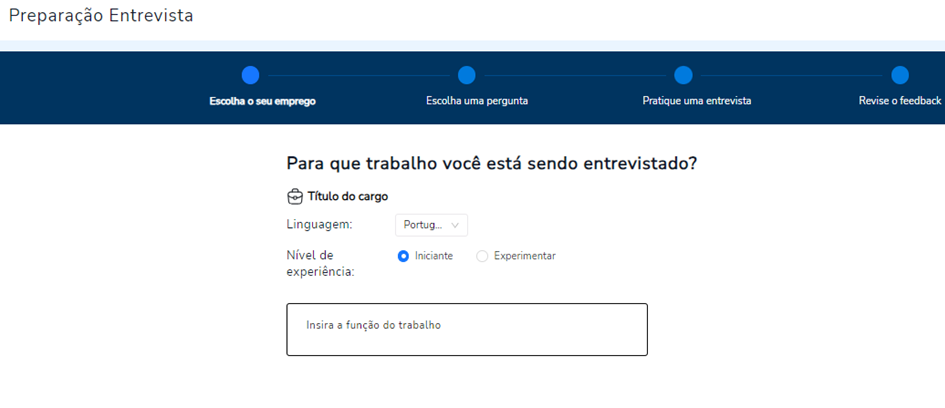 Preparação Entrevista
Escolha o seu emprego
Escolha uma pergunta
Pratique uma entrevista
Revise o feedback
Para que trabalho você está sendo entrevistado?
Título do cargo
Linguagem:
Portug...
Nível de
experiência:
Iniciante
Experimentar
Insira a função do trabalho